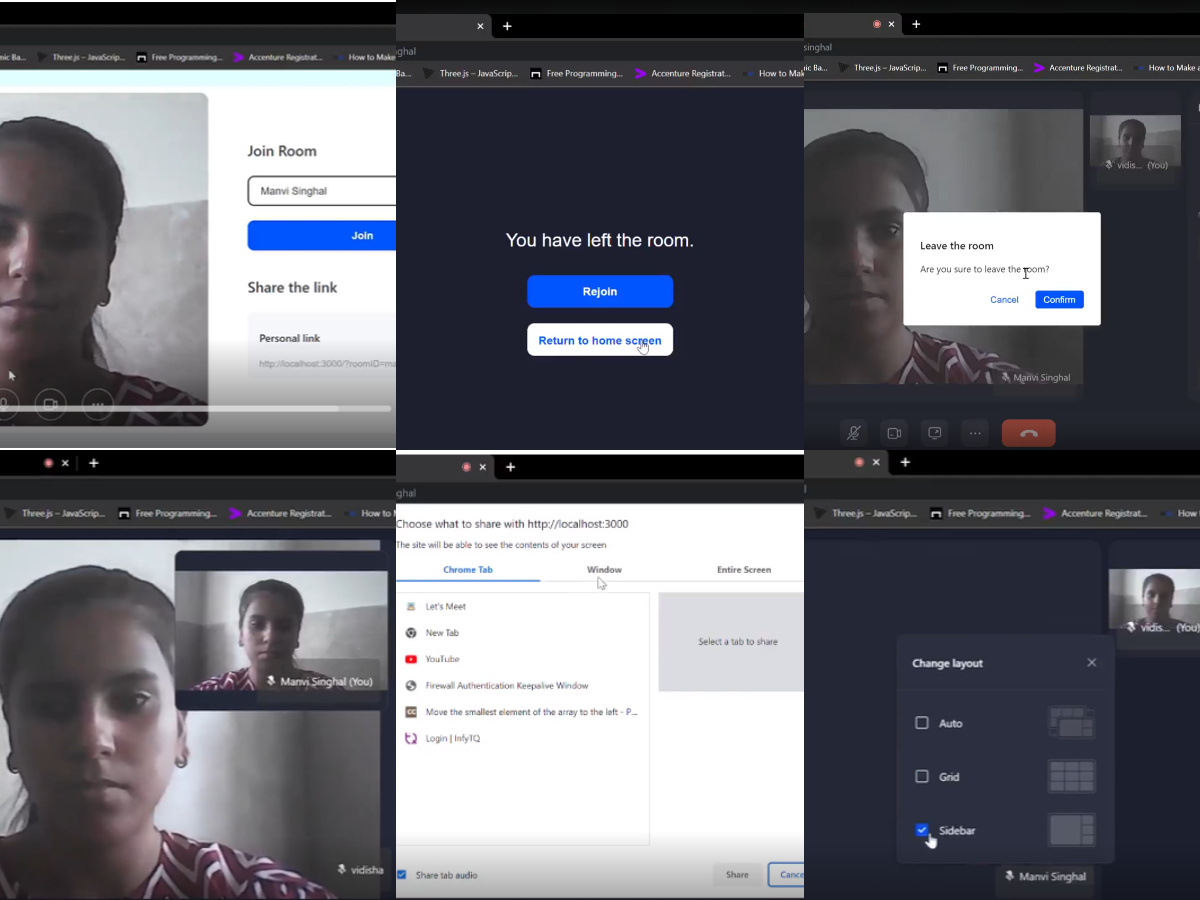 nic Ba...
Three.js – JavaScrip...
Free Programming...
Accenture Registrat...
How to Make
Join Room
Manvi Singhal
Join
Share the link
Personal link
http://localhost:3000/?roomID=ma
ghal
Ba...
Three.js – JavaScrip...
Free Programming...
Accenture Registrat...
How to Mak
You have left the room.
Rejoin
Return to home screen
singhal
ic Ba...
Three.js – JavaScrip...
Free Programming...
Accenture Registrat...
How to Make a
vidis... (You)
Leave the room
Are you sure to leave the room?
Cancel
Confirm
Manvi Singhal
Three.js – JavaScrip...
Free Programming...
Accenture Registrat...
How to M
Manvi Singhal (You)
vidisha
ghal
Choose what to share with http://localhost:3000
The site will be able to see the contents of your screen
Chrome Tab
Window
Entire Screen
Let's Meet
New Tab
YouTube
Firewall Authentication Keepalive Window
Move the smallest element of the array to the left - P...
Login | InfyTQ
Select a tab to share
Share tab audio
Share
Cance
Three.js – JavaScrip...
Free Programming...
Accenture Registrat...
How t
vidis... (You)
Change layout
Auto
Grid
Sidebar
Manvi Singhal